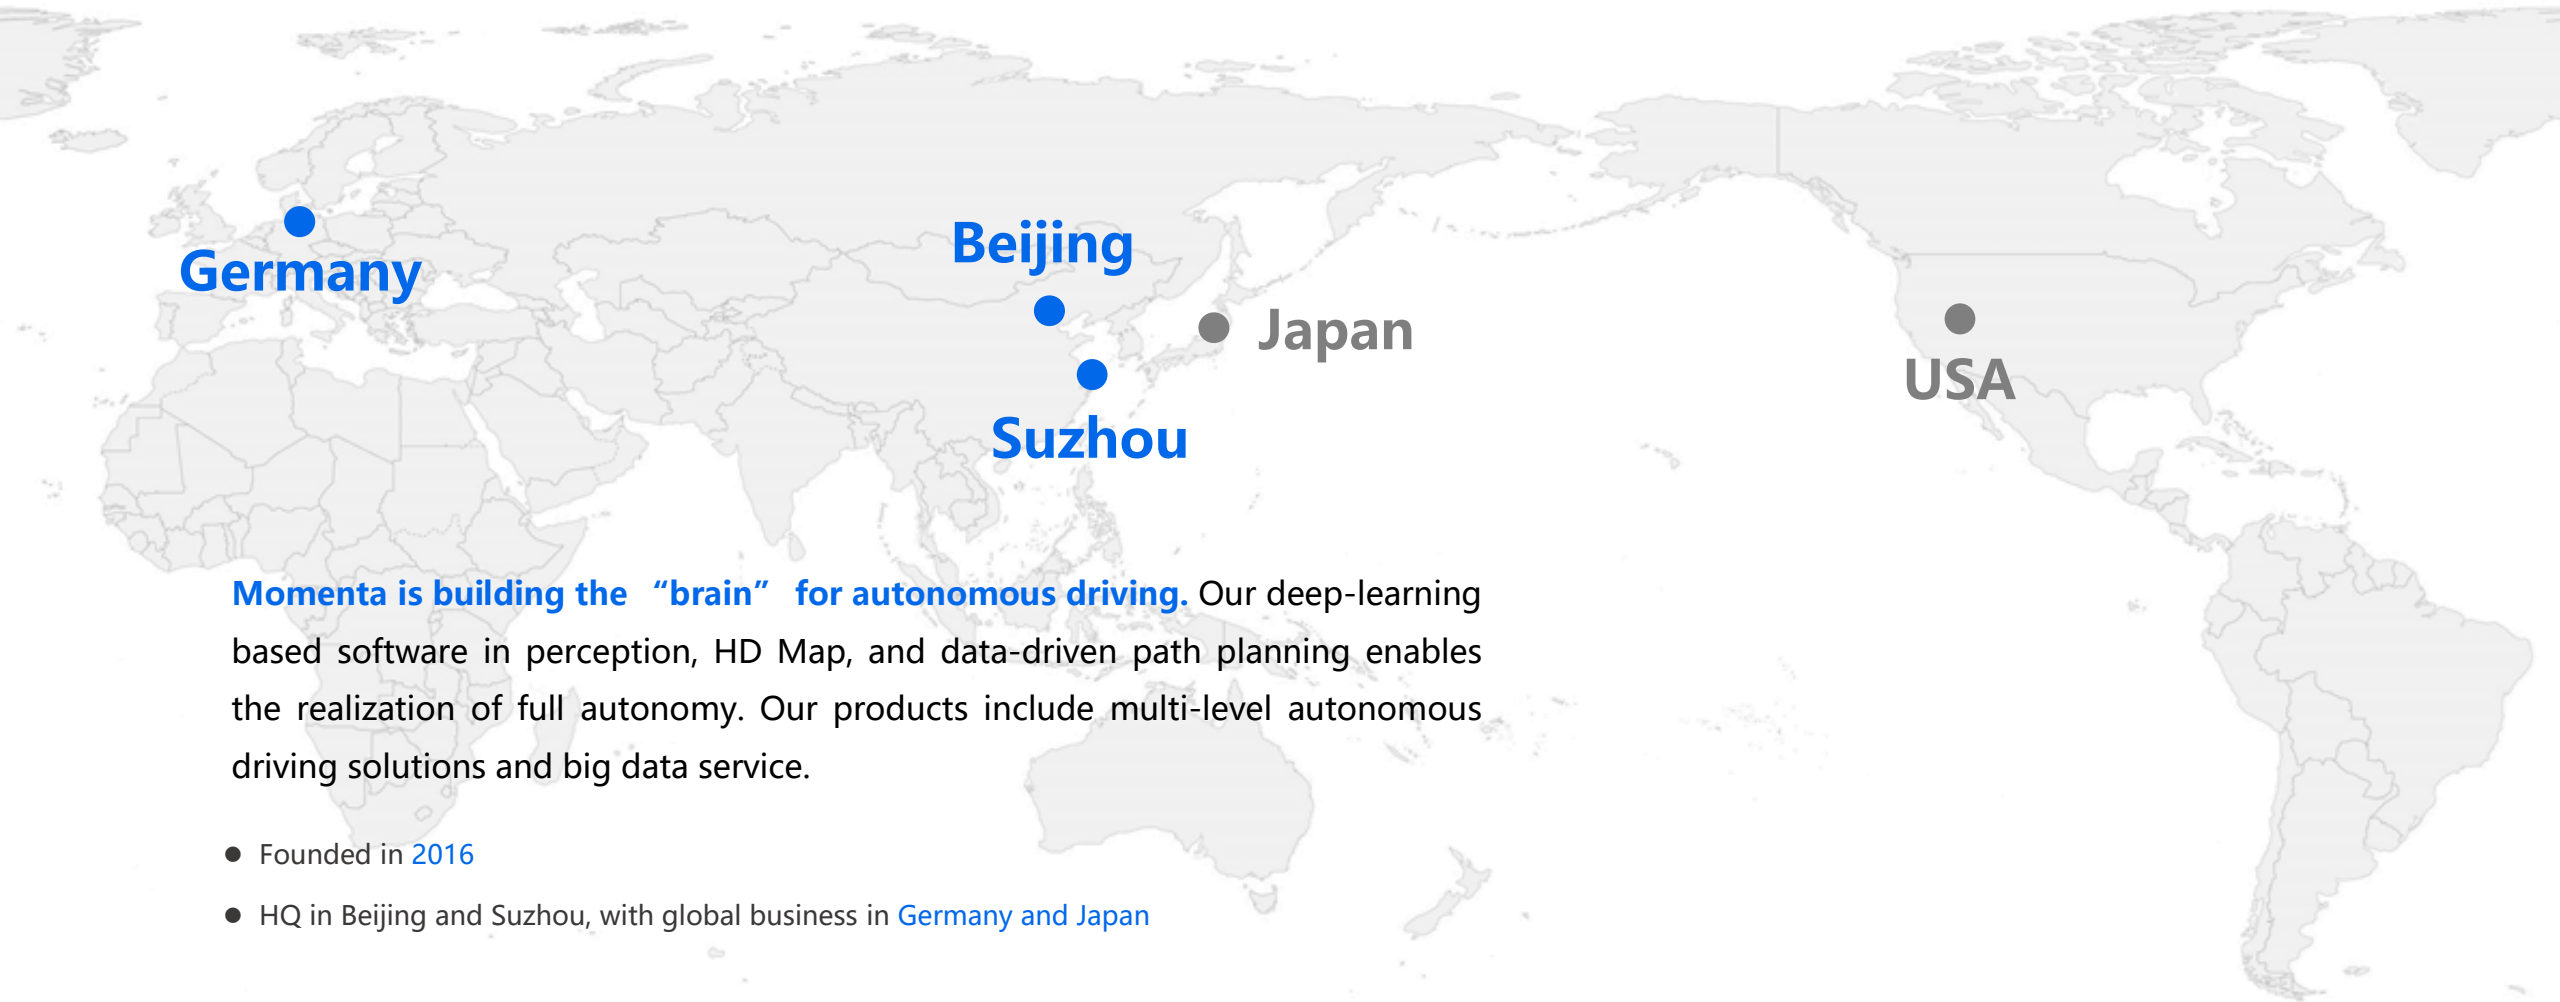 Germany
Beijing
Japan
USA
Suzhou
Momenta is building the “brain” for autonomous driving. Our deep-learning
based software in perception, HD Map, and data-driven path planning enables
the realization of full autonomy. Our products include multi-level autonomous
driving solutions and big data service.
● Founded in 2016
● HQ in Beijing and Suzhou, with global business in Germany and Japan